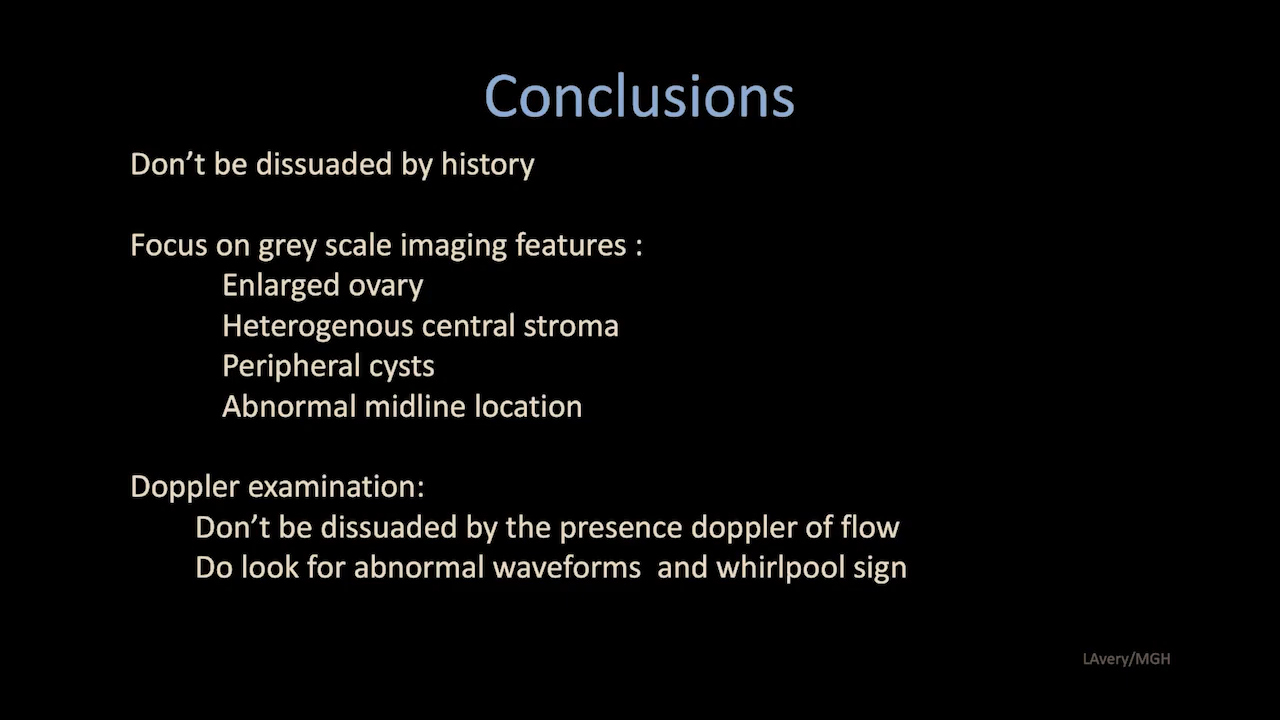 Conclusions
Don't be dissuaded by history
Focus on grey scale imaging features :
Enlarged ovary
Heterogenous central stroma
Peripheral cysts
Abnormal midline location
Doppler examination:
Don't be dissuaded by the presence doppler of flow
Do look for abnormal waveforms  and whirlpool sign
LAvery/MGH